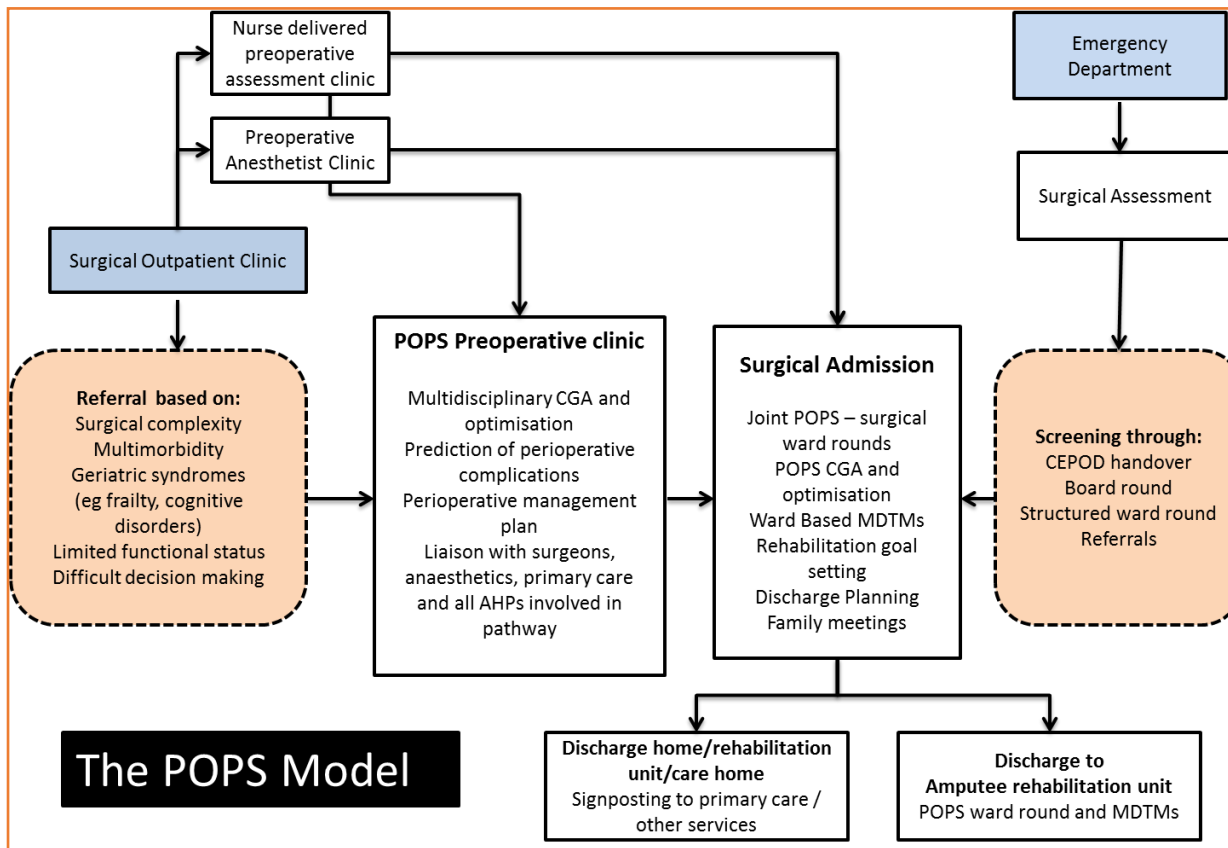 Nurse delivered
preoperative
assessment clinic
Emergency
Department
Preoperative
Anesthetist Clinic
Surgical Assessment
Surgical Outpatient Clinic
Referral based on:
Surgical complexity
Multimorbidity
Geriatric syndromes
(eg frailty, cognitive
disorders)
Limited functional status
Difficult decision making
POPS Preoperative clinic
Multidisciplinary CGA and
optimisation
Prediction of perioperative
complications
Perioperative management
plan
Liaison with surgeons,
anaesthetics, primary care
and all AHPs involved in
pathway
Surgical Admission
Joint POPS – surgical
ward rounds
POPS CGA and
optimisation
Ward Based MDTMs
Rehabilitation goal
setting
Discharge Planning
Family meetings
Screening through:
CEPOD handover
Board round
Structured ward round
Referrals
The POPS Model
Discharge home/rehabilitation
unit/care home
Signposting to primary care /
other services
Discharge to
Amputee rehabilitation unit
POPS ward round and MDTMs